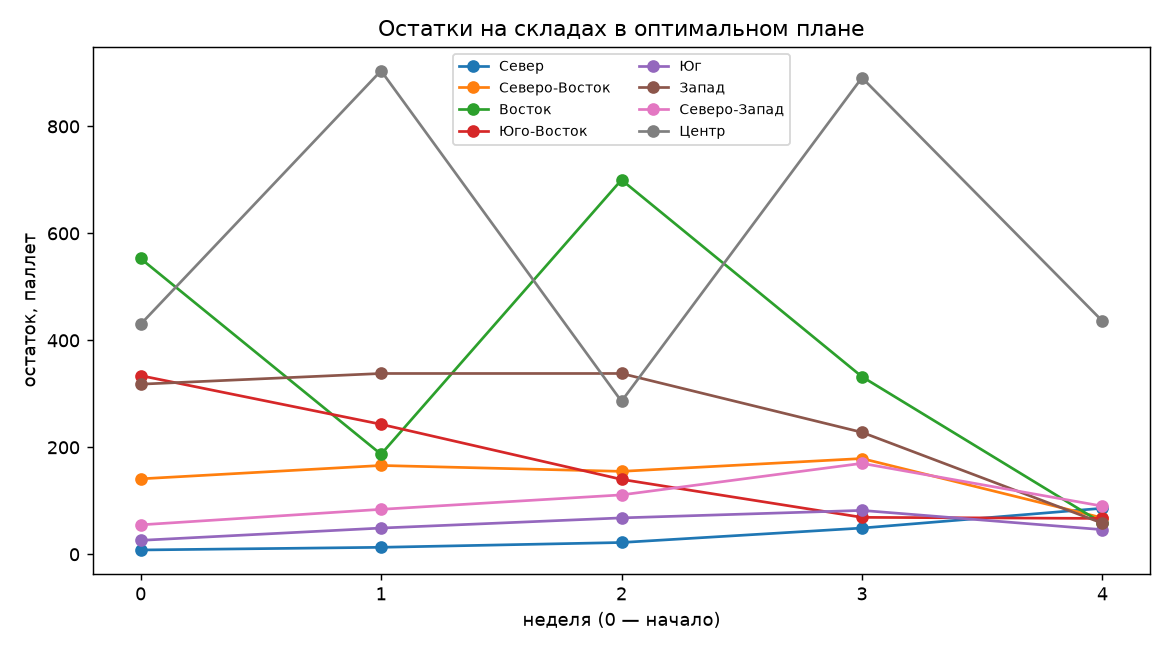 Остатки на складах в оптимальном плане
Север
Северо-Восток
Восток
Юго-Восток
Юг
Запад
Северо-Запад
Центр
остаток, паллет
800
600
400
200
0
0 1 2 3 4
неделя (0 — начало)